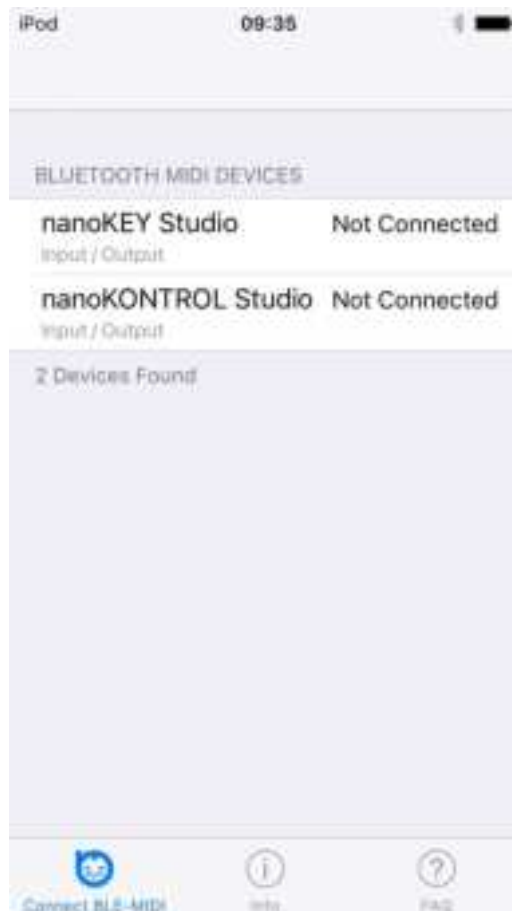 iPod 09:35
BLUETOOTH MIDI DEVICES
nanoKEY Studio Not Connected
Input / Output
nanoKONTROL Studio Not Connected
Input / Output
2 Devices Found
Connect BLE-MIDI Info FAQ